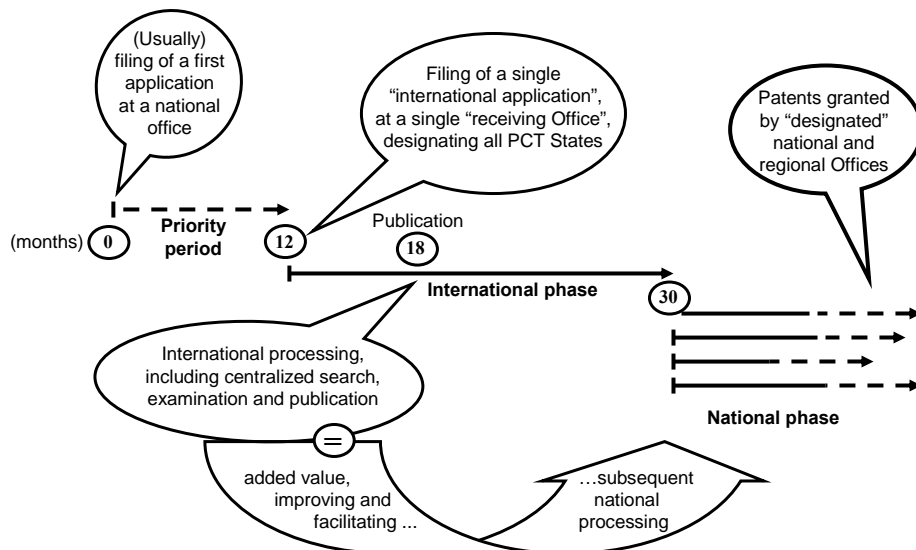 (Usually)
filing of a first
application
at a national
office
Filing of a single
“international application”,
at a single “receiving Office”,
designating all PCT States
Patents granted
by “designated”
national and
regional Offices
(months)
0
Priority
period
12
Publication
18
International phase
30
International processing,
including centralized search,
examination and publication
National phase
=
added value,
improving and
facilitating ...
…subsequent
national
processing